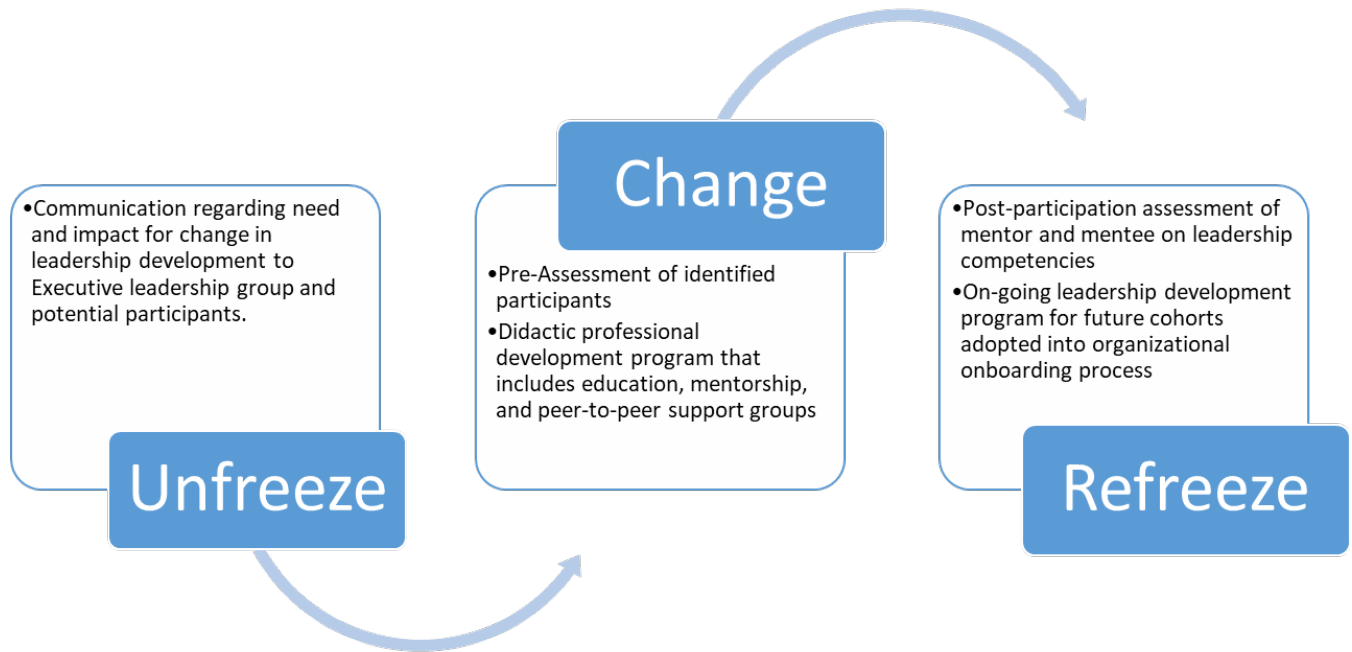 •Communication regarding need
and impact for change in
leadership development to
Executive leadership group and
potential participants.
Unfreeze
Change
•Pre-Assessment of identified
participants
•Didactic professional
development program that
includes education, mentorship,
and peer-to-peer support groups
•Post-participation assessment of
mentor and mentee on leadership
competencies
•On-going leadership development
program for future cohorts
adopted into organizational
onboarding process
Refreeze